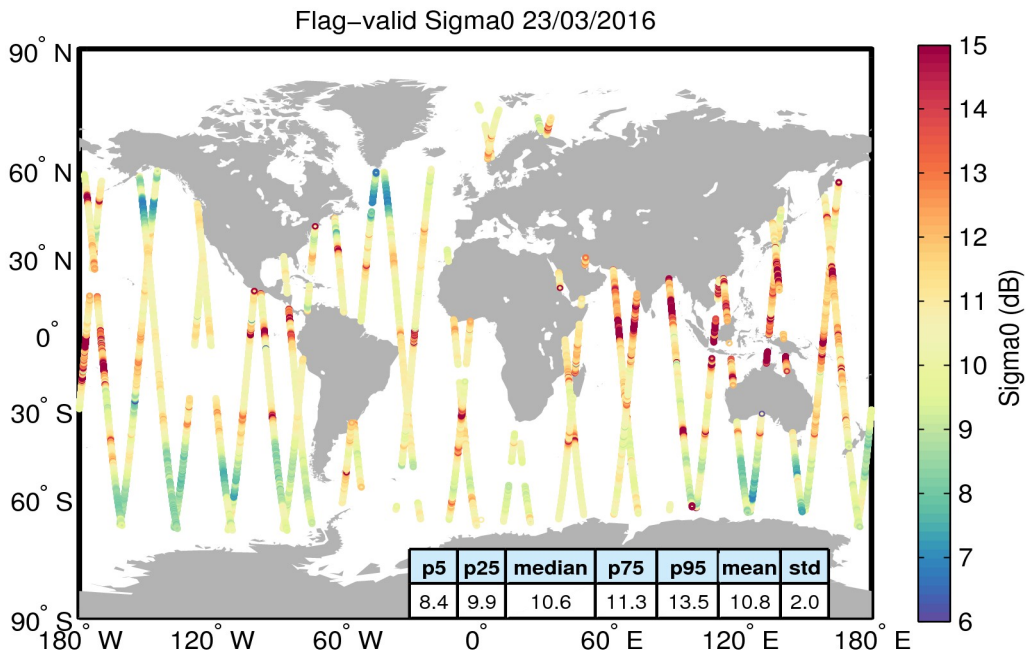 Flag−valid Sigma0 23/03/2016
90° N
60° N
30° N
0°
30° S
60° S
90° S
180° W
120° W
60° W
0°
60° E
120° E
180° E
15
14
13
12
11
10
9
8
7
6
Sigma0 (dB)
p5 p25 median p75 p95 mean std
8.4 9.9 10.6 11.3 13.5 10.8 2.0